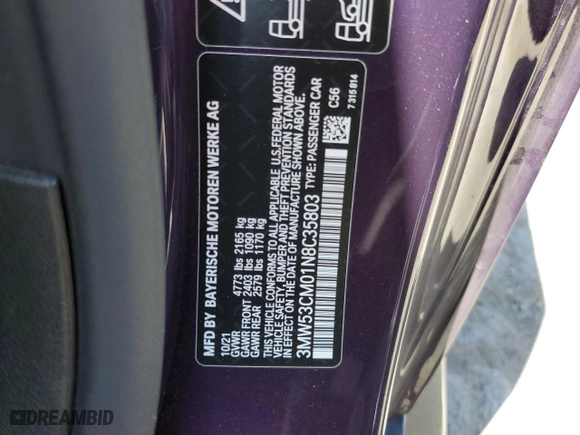 MFD BY BAYERISCHE MOTOREN WERKE AG
10/21
GVWR 4773 lbs 2165 kg
GAWR FRONT 2403 lbs 1090 kg
GAWR REAR 2579 lbs 1170 kg
THIS VEHICLE CONFORMS TO ALL APPLICABLE U.S.FEDERAL MOTOR
VEHICLE SAFETY, BUMPER AND THEFT PREVENTION STANDARDS
IN EFFECT ON THE DATE OF MANUFACTURE SHOWN ABOVE.
3MW53CM01N8C35803 TYPE: PASSENGER CAR
C56
7315814
DREAMBID